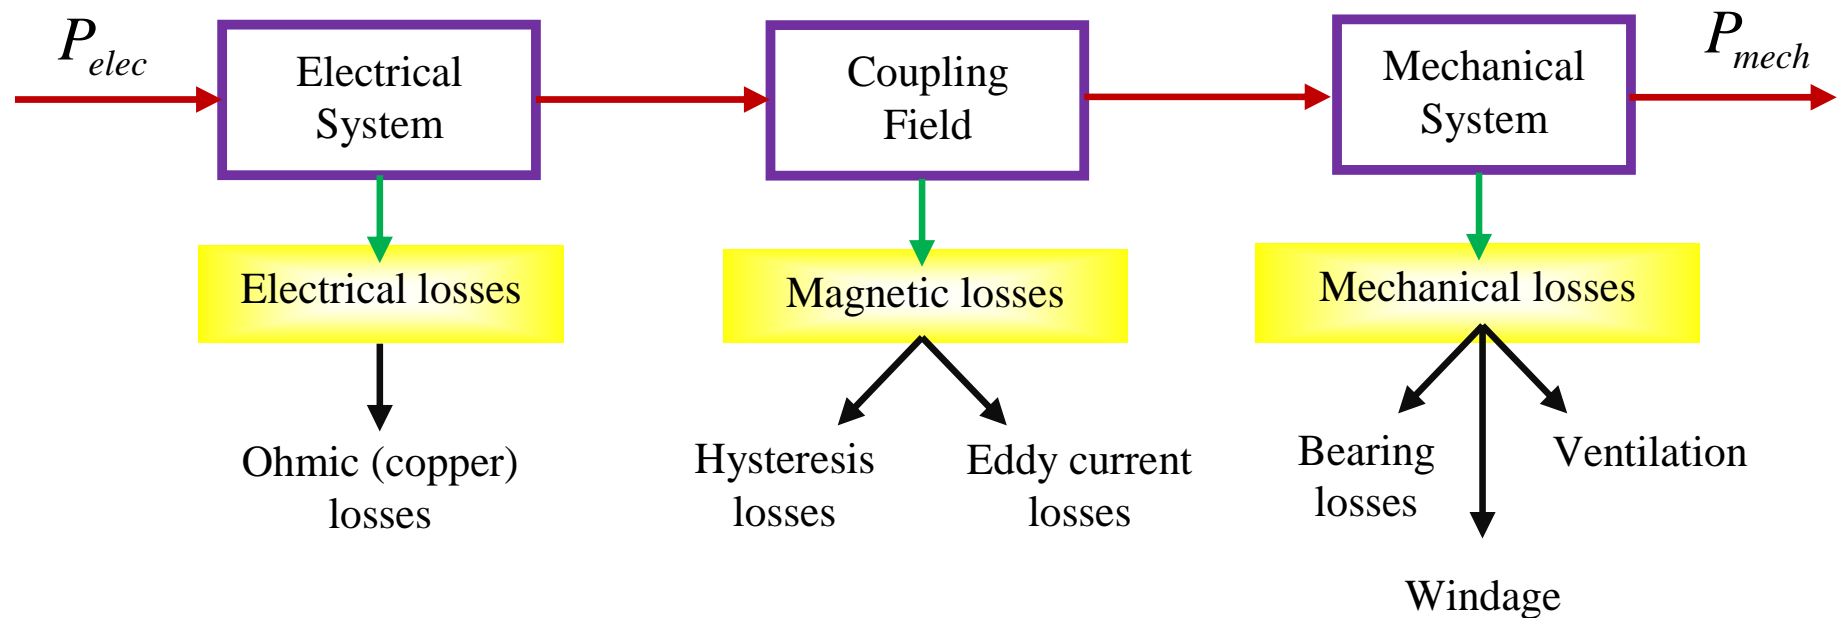 P_elec
Electrical
System
Coupling
Field
Mechanical
System
P_mech
Electrical losses
Magnetic losses
Mechanical losses
Ohmic (copper)
losses
Hysteresis
losses
Eddy current
losses
Bearing
losses
Ventilation
Windage